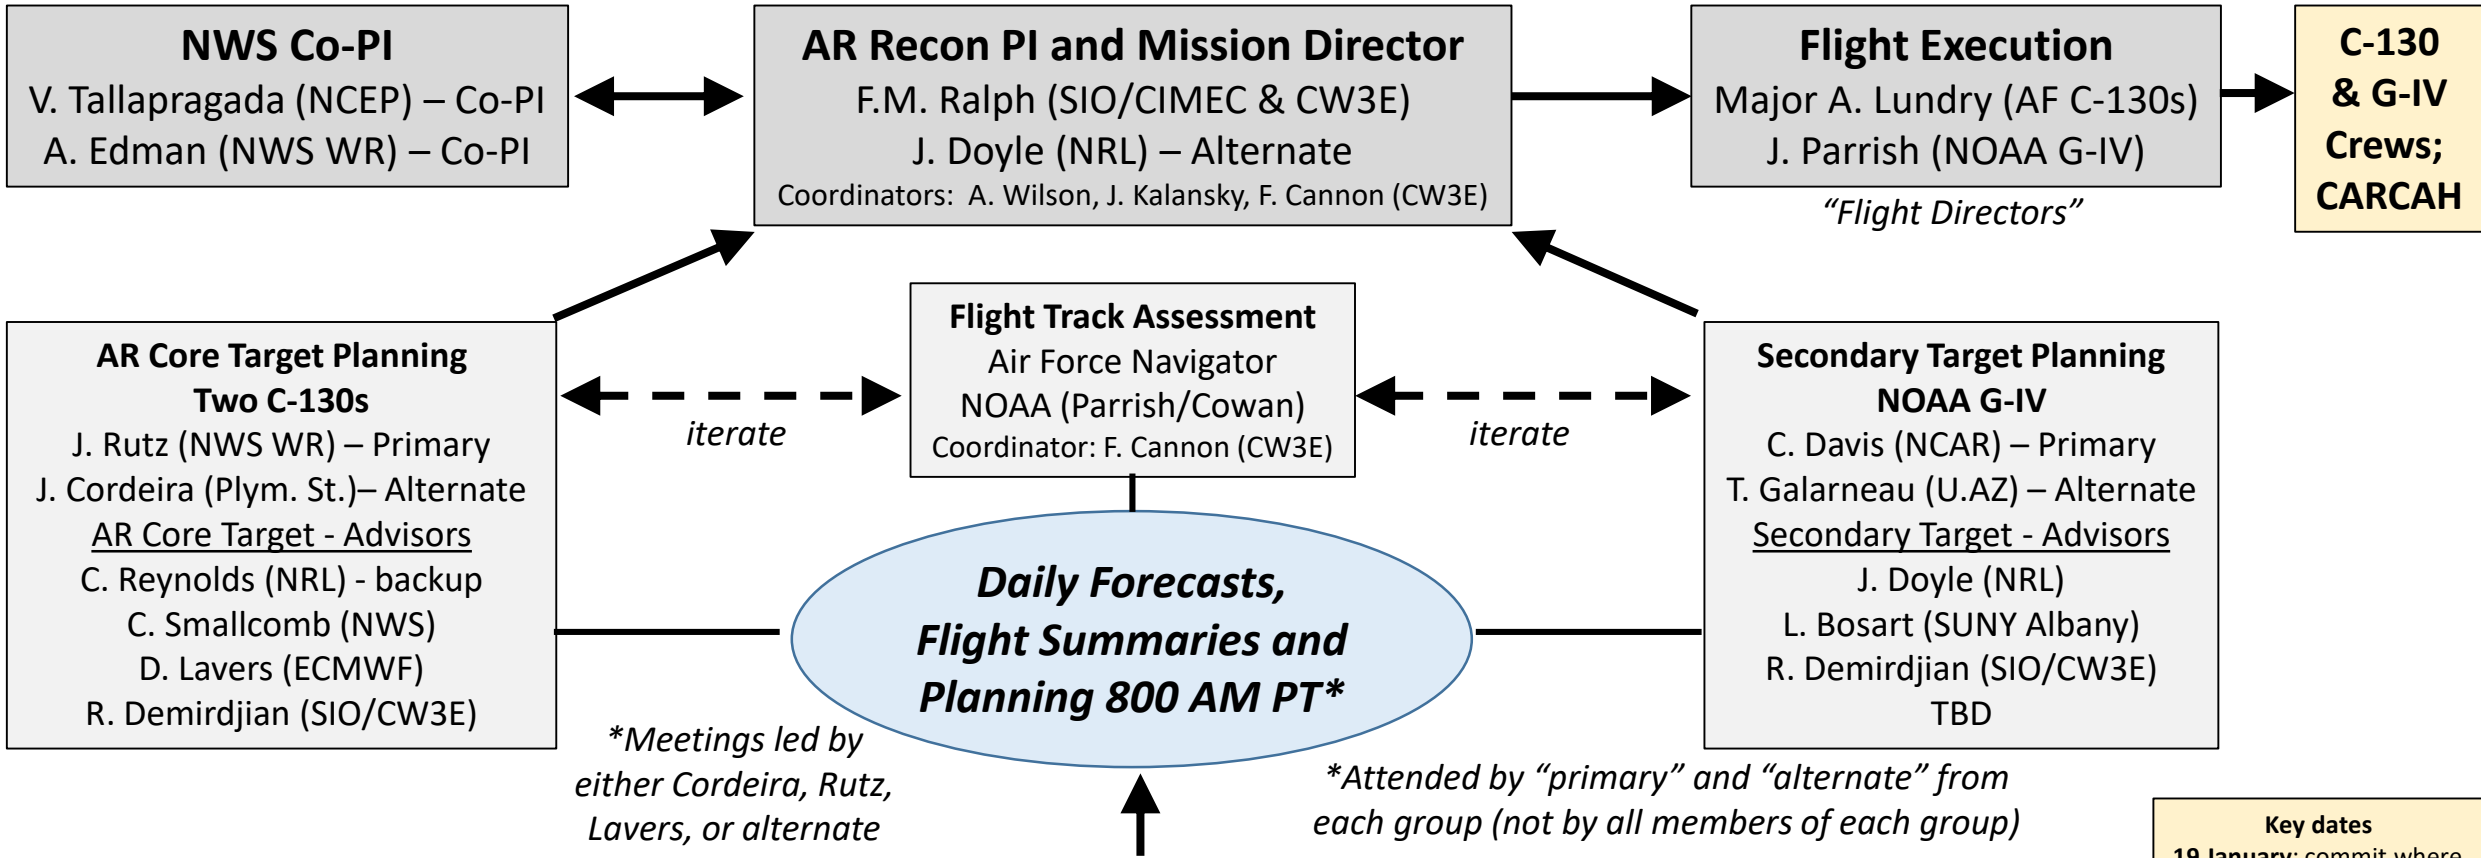 NWS Co-PI
V. Tallapragada (NCEP) – Co-PI
A. Edman (NWS WR) – Co-PI
AR Recon PI and Mission Director
F.M. Ralph (SIO/CIMEC & CW3E)
J. Doyle (NRL) – Alternate
Coordinators:  A. Wilson, J. Kalansky, F. Cannon (CW3E)
Flight Execution
Major A. Lundry (AF C-130s)
J. Parrish (NOAA G-IV)
“Flight Directors”
C-130
& G-IV
Crews;
CARCAH
AR Core Target Planning
Two C-130s
J. Rutz (NWS WR) – Primary
J. Cordeira (Plym. St.)– Alternate
AR Core Target - Advisors
C. Reynolds (NRL) - backup
C. Smallcomb (NWS)
D. Lavers (ECMWF)
R. Demirdjian (SIO/CW3E)
iterate
Flight Track Assessment
Air Force Navigator
NOAA (Parrish/Cowan)
Coordinator: F. Cannon (CW3E)
iterate
Secondary Target Planning
NOAA G-IV
C. Davis (NCAR) – Primary
T. Galarneau (U.AZ) – Alternate
Secondary Target - Advisors
J. Doyle (NRL)
L. Bosart (SUNY Albany)
R. Demirdjian (SIO/CW3E)
TBD
Daily Forecasts,
Flight Summaries and
Planning 800 AM PT*
*Meetings led by
either Cordeira, Rutz,
Lavers, or alternate
*Attended by “primary” and “alternate” from
each group (not by all members of each group)
Key dates
19 January: commit where